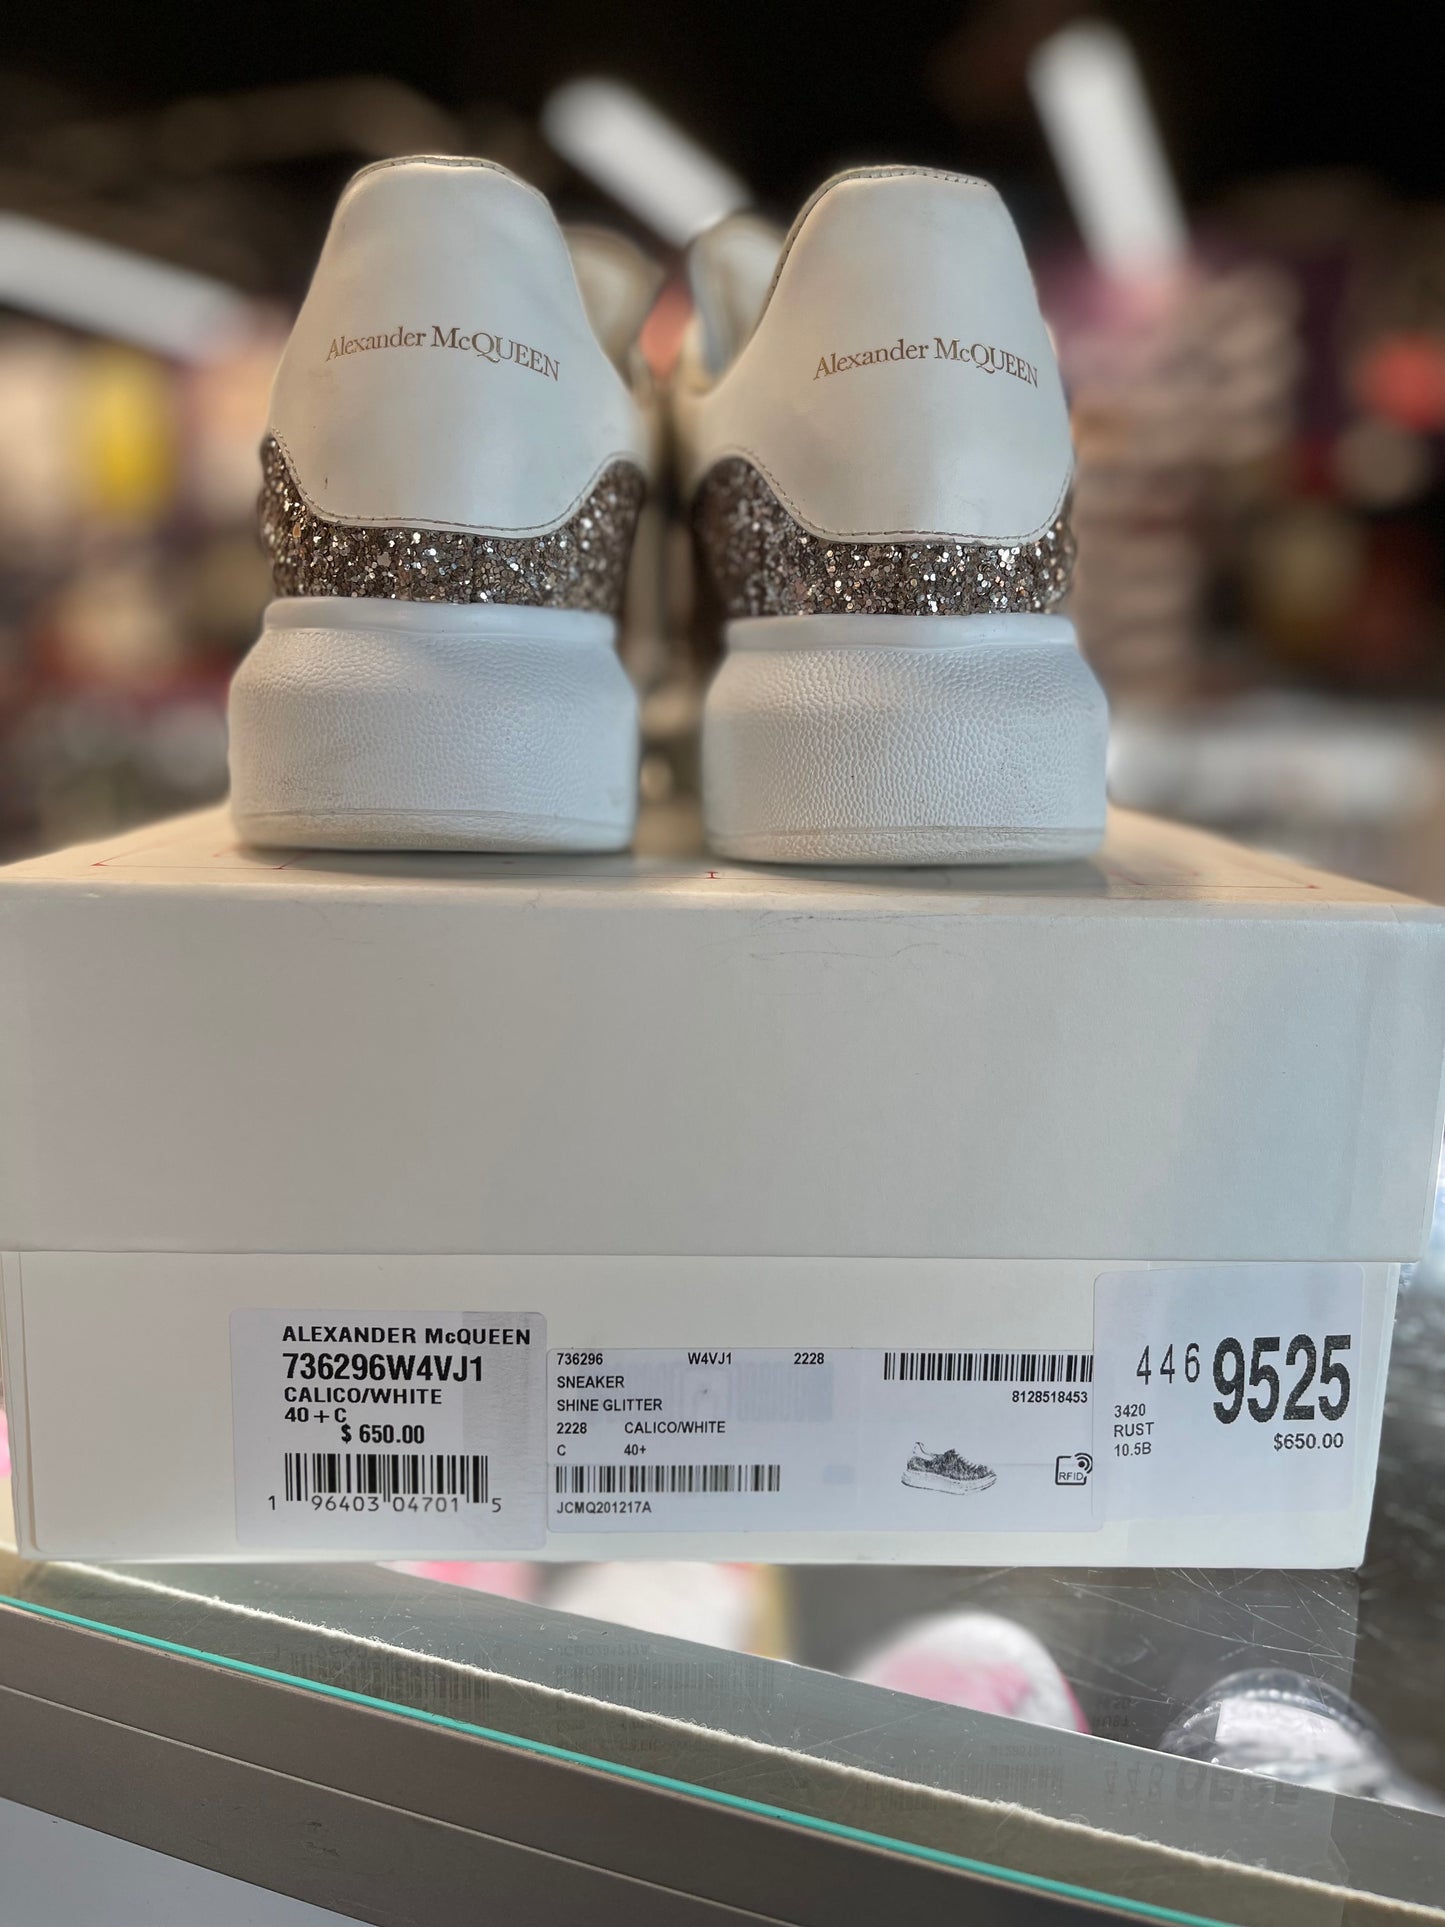 Alexander McQUEEN
Alexander McQUEEN
ALEXANDER McQUEEN
736296W4VJ1
CALICO/WHITE
40+C
$ 650.00
1 96403 04701 5
736296 W4VJ1 2228
SNEAKER
SHINE GLITTER
2228 CALICO/WHITE
C 40+
JCMQ201217A
8128518453
RFID
446 9525
3420
RUST
10.5B
$650.00